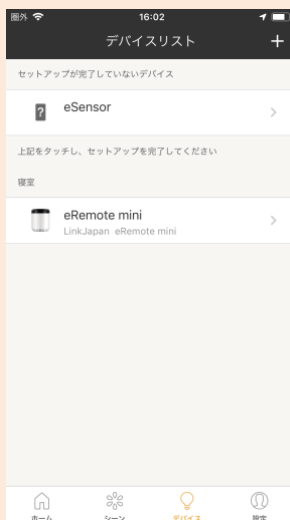 圏外 16:02
デバイスリスト +
セットアップが完了していないデバイス
?
eSensor
上記をタッチし、セットアップを完了してください
寝室
eRemote mini
LinkJapan eRemote mini
ホーム シーン デバイス 設定